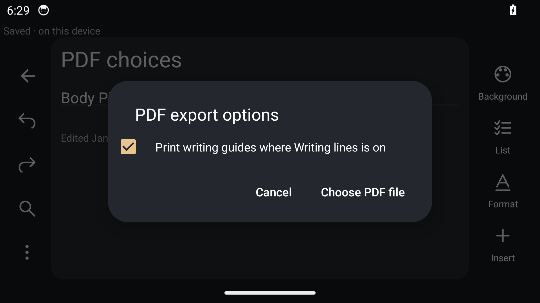 6:29
Saved · on this device
PDF choices
Body P
Edited Jan
PDF export options
Print writing guides where Writing lines is on
Cancel
Choose PDF file
Background
List
Format
Insert